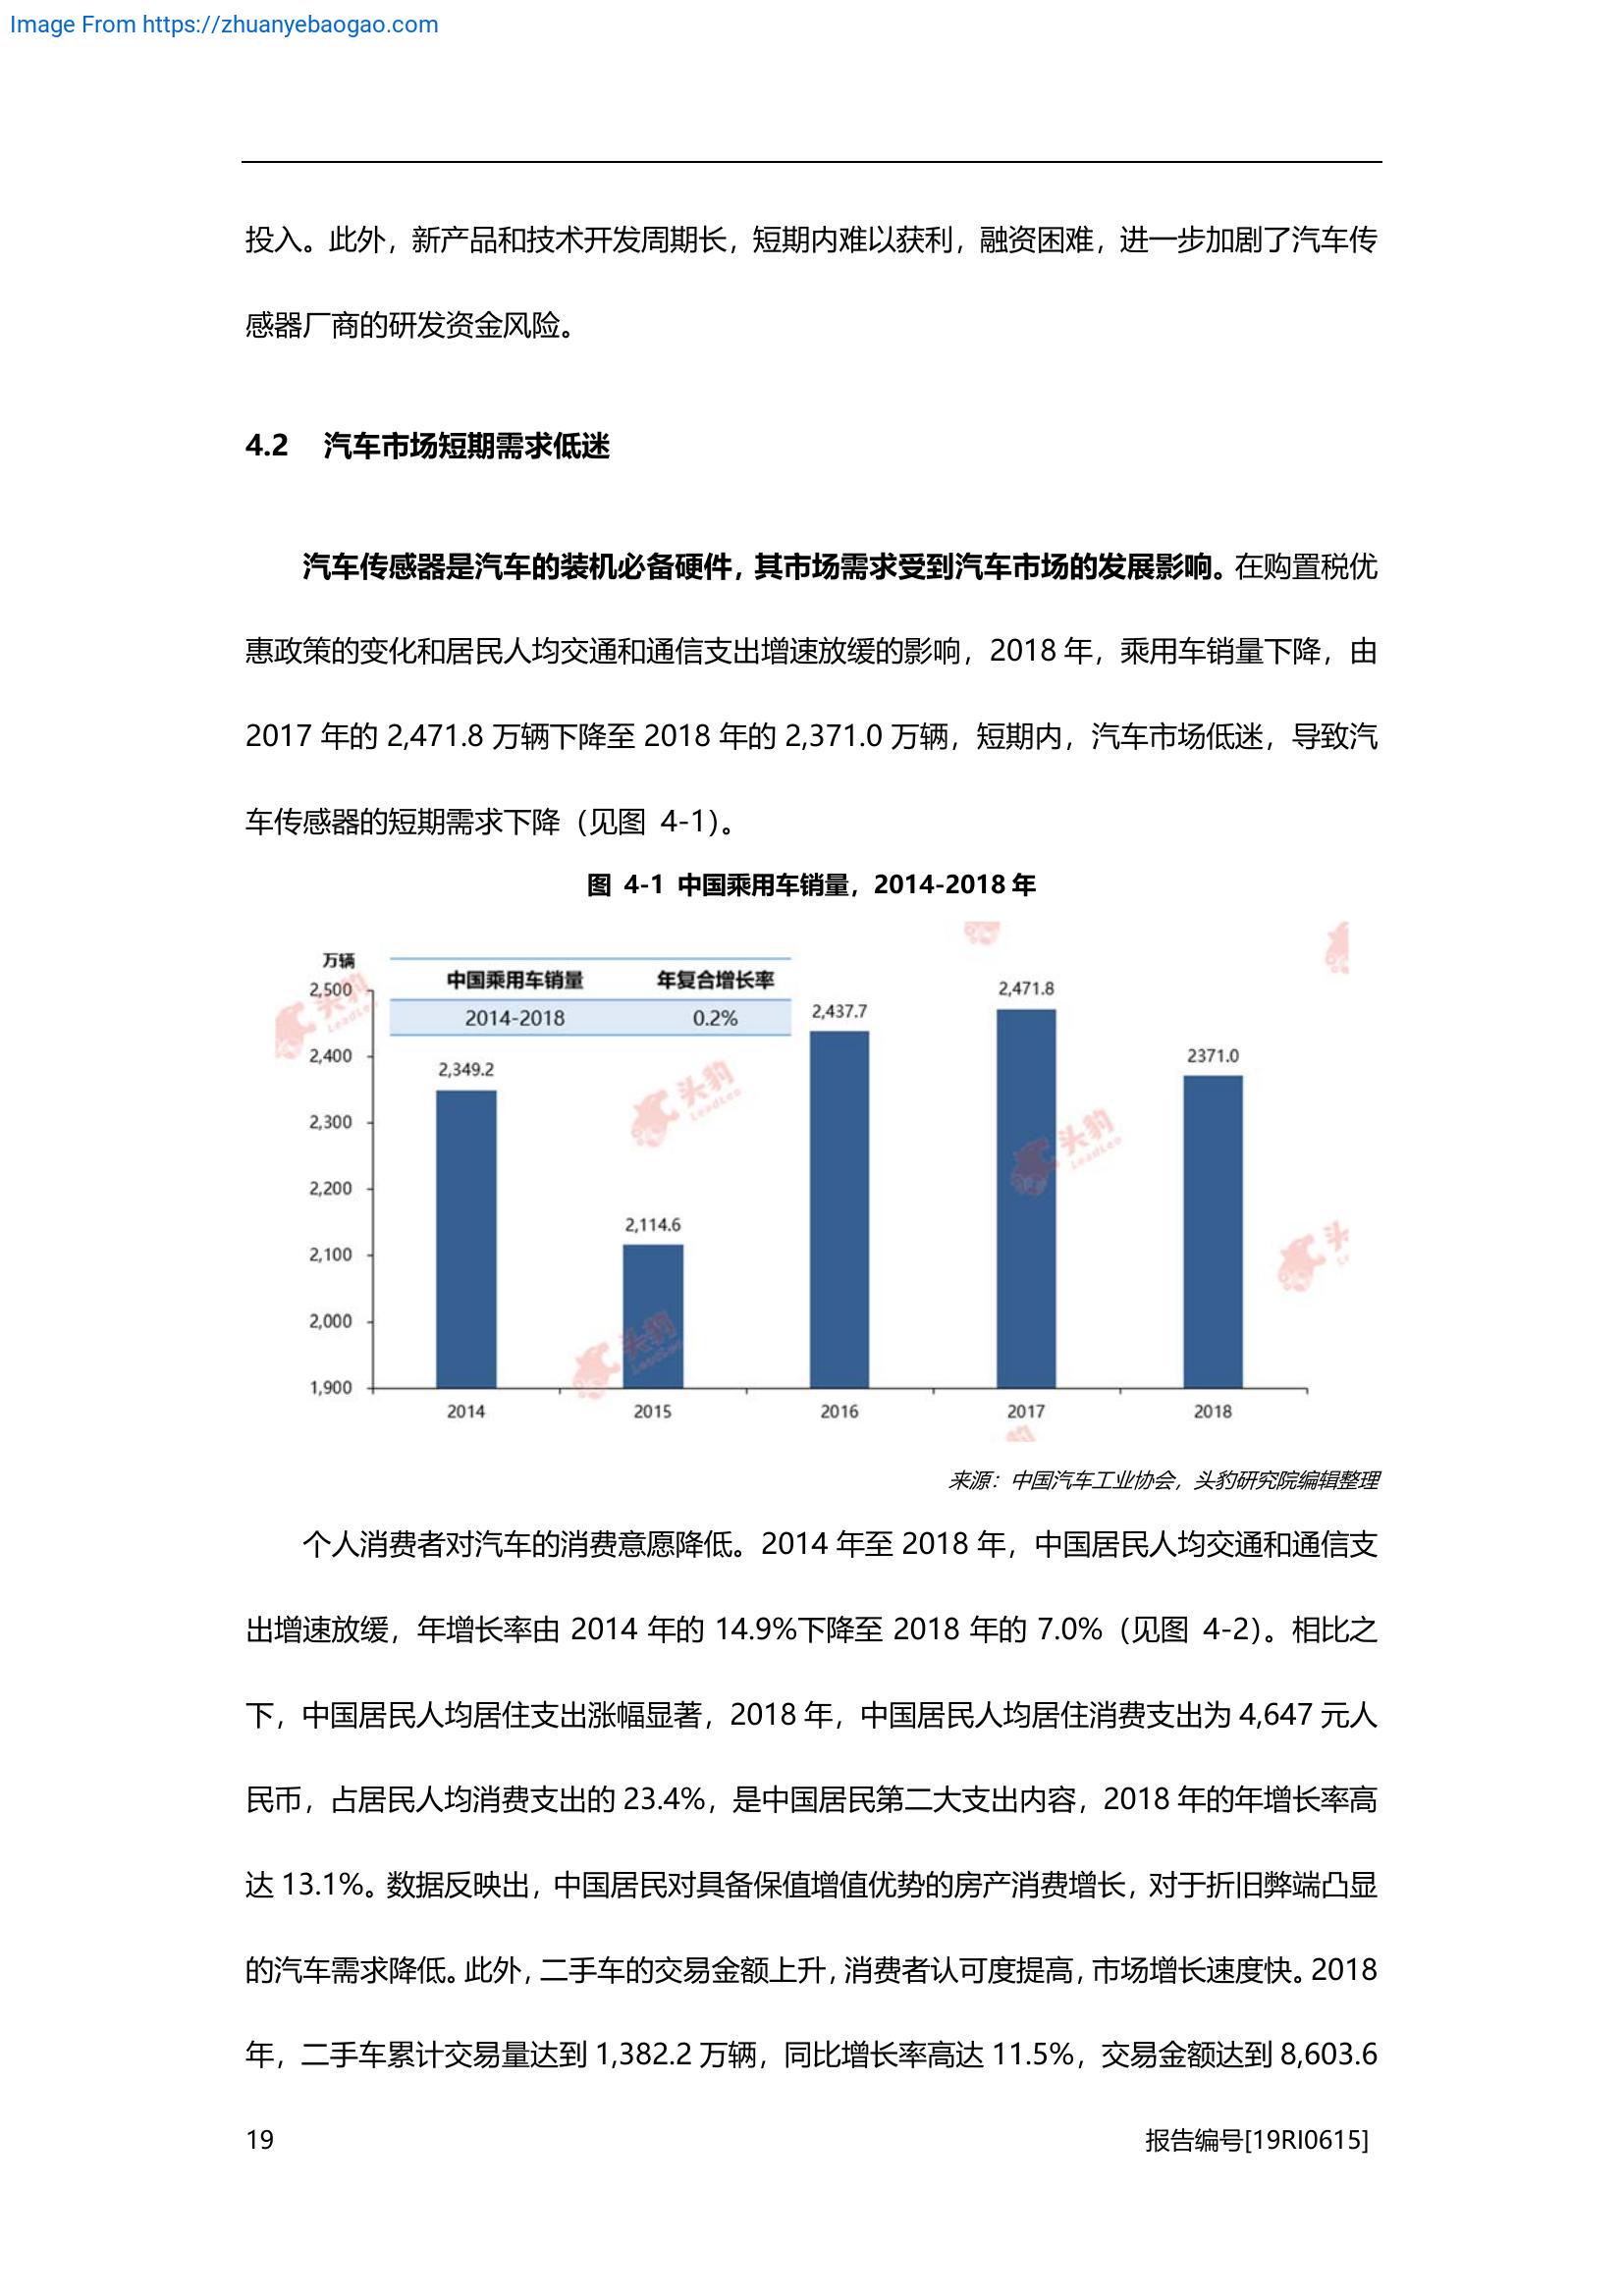 Image From https://zhuanyebaogao.com
投入。此外，新产品和技术开发周期长，短期内难以获利，融资困难，进一步加剧了汽车传
感器厂商的研发资金风险。
4.2 汽车市场短期需求低迷
汽车传感器是汽车的装机必备硬件，其市场需求受到汽车市场的发展影响。在购置税优
惠政策的变化和居民人均交通和通信支出增速放缓的影响，2018 年，乘用车销量下降，由
2017 年的 2,471.8 万辆下降至 2018 年的 2,371.0 万辆，短期内，汽车市场低迷，导致汽
车传感器的短期需求下降（见图 4-1）。
图 4-1 中国乘用车销量，2014-2018 年
万辆
中国乘用车销量 年复合增长率
2014-2018 0.2%
2,500
2,400
2,300
2,200
2,100
2,000
1,900
2,349.2
2,114.6
2,437.7
2,471.8
2371.0
2014 2015 2016 2017 2018
头豹
LeadLeo
头豹
LeadLeo
头豹
LeadLeo
头豹
LeadLeo
来源：中国汽车工业协会，头豹研究院编辑整理
个人消费者对汽车的消费意愿降低。2014 年至 2018 年，中国居民人均交通和通信支
出增速放缓，年增长率由 2014 年的 14.9%下降至 2018 年的 7.0%（见图 4-2）。相比之
下，中国居民人均居住支出涨幅显著，2018 年，中国居民人均居住消费支出为 4,647 元人
民币，占居民人均消费支出的 23.4%，是中国居民第二大支出内容，2018 年的年增长率高
达 13.1%。数据反映出，中国居民对具备保值增值优势的房产消费增长，对于折旧弊端凸显
的汽车需求降低。此外，二手车的交易金额上升，消费者认可度提高，市场增长速度快。2018
年，二手车累计交易量达到 1,382.2 万辆，同比增长率高达 11.5%，交易金额达到 8,603.6
19 报告编号[19RI0615]